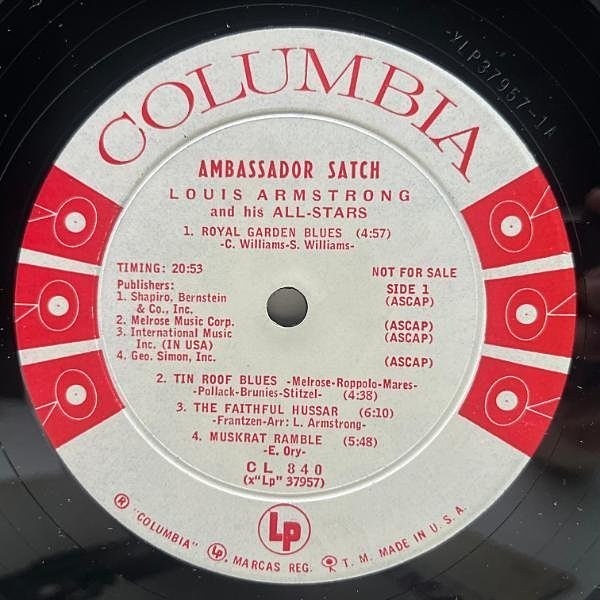 xLP37957-1A
COLUMBIA
AMBASSADOR SATCH
LOUIS ARMSTRONG
and his ALL-STARS
1. ROYAL GARDEN BLUES (4:57)
-C. Williams-S. Williams-
TIMING: 20:53
NOT FOR SALE
Publishers:
SIDE 1
1. Shapiro, Bernstein (ASCAP)
& Co., Inc.
2. Melrose Music Corp. (ASCAP)
3. International Music (ASCAP)
Inc. (IN USA)
4. Geo. Simon, Inc. (ASCAP)
2. TIN ROOF BLUES -Melrose-Roppolo-Mares-
-Pollack-Brunies-Stitzel- (4:38)
3. THE FAITHFUL HUSSAR (6:10)
-Frantzen-Arr: L. Armstrong-
4. MUSKRAT RAMBLE (5:48)
-E. Ory-
CL 840
(x"Lp" 37957)
Lp
® "COLUMBIA" Lp MARCAS REG. T. M. MADE IN U.S.A.